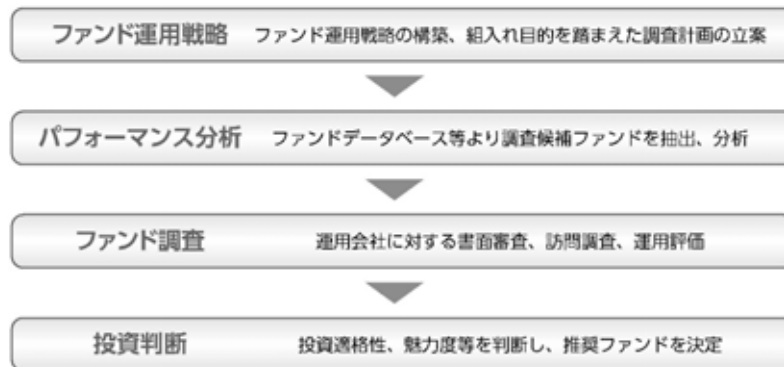 ファンド運用戦略 ファンド運用戦略の構築、組入れ目的を踏まえた調査計画の立案
パフォーマンス分析 ファンドデータベース等より調査候補ファンドを抽出、分析
ファンド調査 運用会社に対する書面審査、訪問調査、運用評価
投資判断 投資適格性、魅力度等を判断し、推奨ファンドを決定